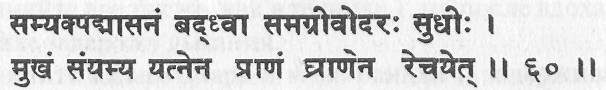 सम्यक्पद्मासनं बद्ध्वा समग्रीवोदरः सुधीः ।
मुखं संयम्य यत्नेन प्राणं घ्राणेन रेचयेत् ॥ ६० ॥